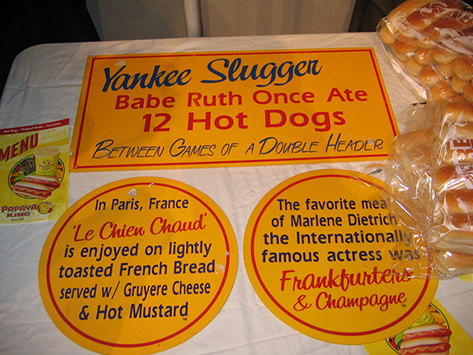 Yankee Slugger
Babe Ruth Once Ate
12 Hot Dogs
Between Games of a Double Header
MENU
PAPAYA
KING
In Paris, France
'Le Chien Chaud'
is enjoyed on lightly
toasted French Bread
served w/ Gruyere Cheese
& Hot Mustard
The favorite mea
of Marlene Dietrich
the Internationally
famous actress was
Frankfurters
& Champagne